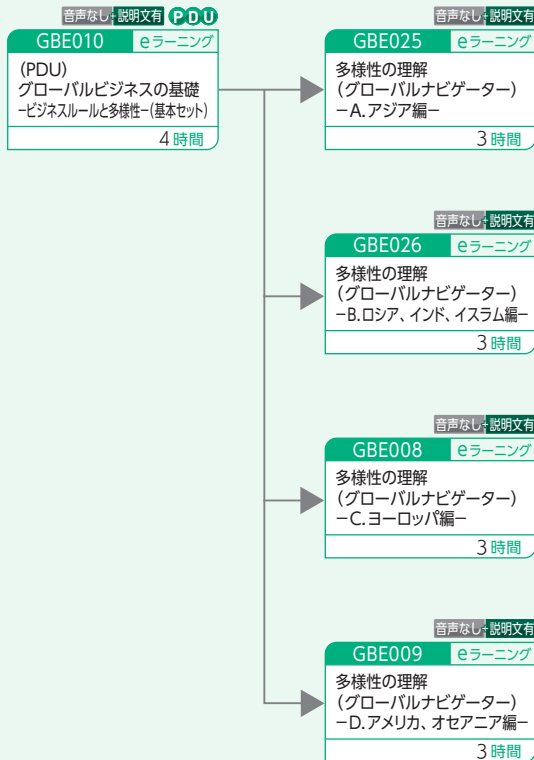 音声なし+説明文有 PDU
GBE010 eラーニング
(PDU)
グローバルビジネスの基礎
−ビジネスルールと多様性−(基本セット)
4時間
音声なし+説明文有
GBE025 eラーニング
多様性の理解
(グローバルナビゲーター)
−A.アジア編−
3時間
音声なし+説明文有
GBE026 eラーニング
多様性の理解
(グローバルナビゲーター)
−B.ロシア、インド、イスラム編−
3時間
音声なし+説明文有
GBE008 eラーニング
多様性の理解
(グローバルナビゲーター)
−C.ヨーロッパ編−
3時間
音声なし+説明文有
GBE009 eラーニング
多様性の理解
(グローバルナビゲーター)
−D.アメリカ、オセアニア編−
3時間